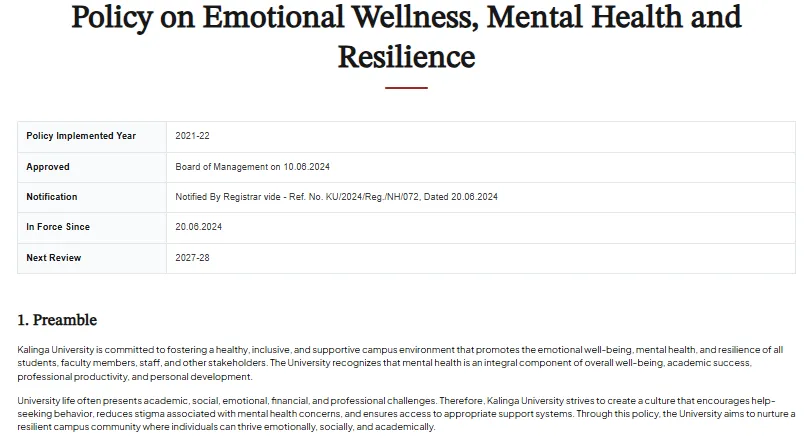 Policy on Emotional Wellness, Mental Health and
Resilience
Policy Implemented Year 2021-22
Approved Board of Management on 10.06.2024
Notification Notified By Registrar vide - Ref. No. KU/2024/Reg./NH/072, Dated 20.06.2024
In Force Since 20.06.2024
Next Review 2027-28
1. Preamble
Kalinga University is committed to fostering a healthy, inclusive, and supportive campus environment that promotes the emotional well-being, mental health, and resilience of all
students, faculty members, staff, and other stakeholders. The University recognizes that mental health is an integral component of overall well-being, academic success,
professional productivity, and personal development.
University life often presents academic, social, emotional, financial, and professional challenges. Therefore, Kalinga University strives to create a culture that encourages help-
seeking behavior, reduces stigma associated with mental health concerns, and ensures access to appropriate support systems. Through this policy, the University aims to nurture a
resilient campus community where individuals can thrive emotionally, socially, and academically.